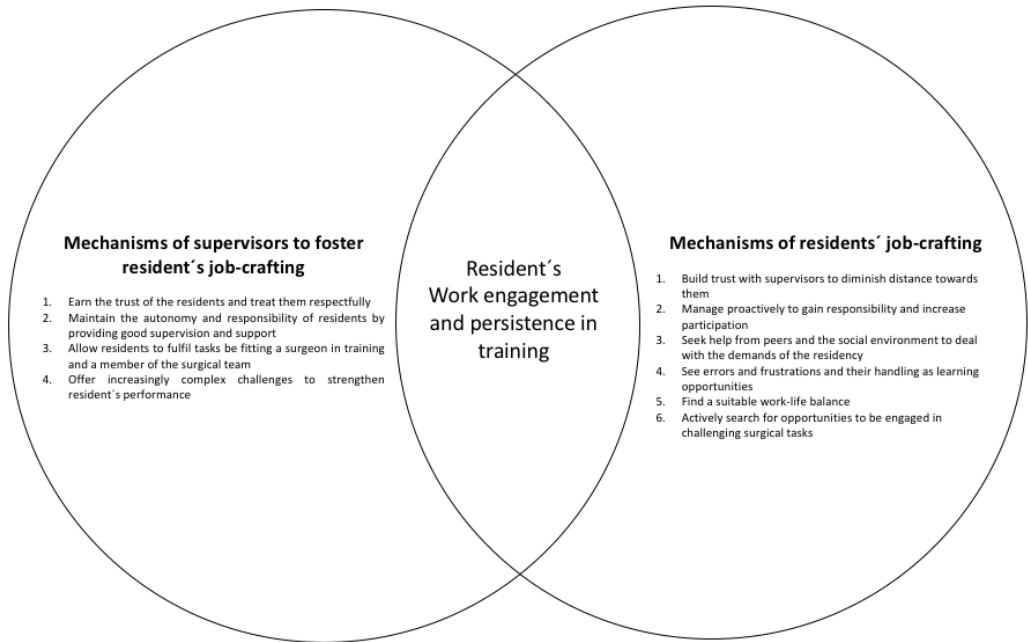 Mechanisms of supervisors to foster
resident´s job-crafting
1. Earn the trust of the residents and treat them respectfully
2. Maintain the autonomy and responsibility of residents by
providing good supervision and support
3. Allow residents to fulfil tasks be fitting a surgeon in training
and a member of the surgical team
4. Offer increasingly complex challenges to strengthen
resident´s performance
Resident´s
Work engagement
and persistence in
training
Mechanisms of residents´ job-crafting
1. Build trust with supervisors to diminish distance towards
them
2. Manage proactively to gain responsibility and increase
participation
3. Seek help from peers and the social environment to deal
with the demands of the residency
4. See errors and frustrations and their handling as learning
opportunities
5. Find a suitable work-life balance
6. Actively search for opportunities to be engaged in
challenging surgical tasks